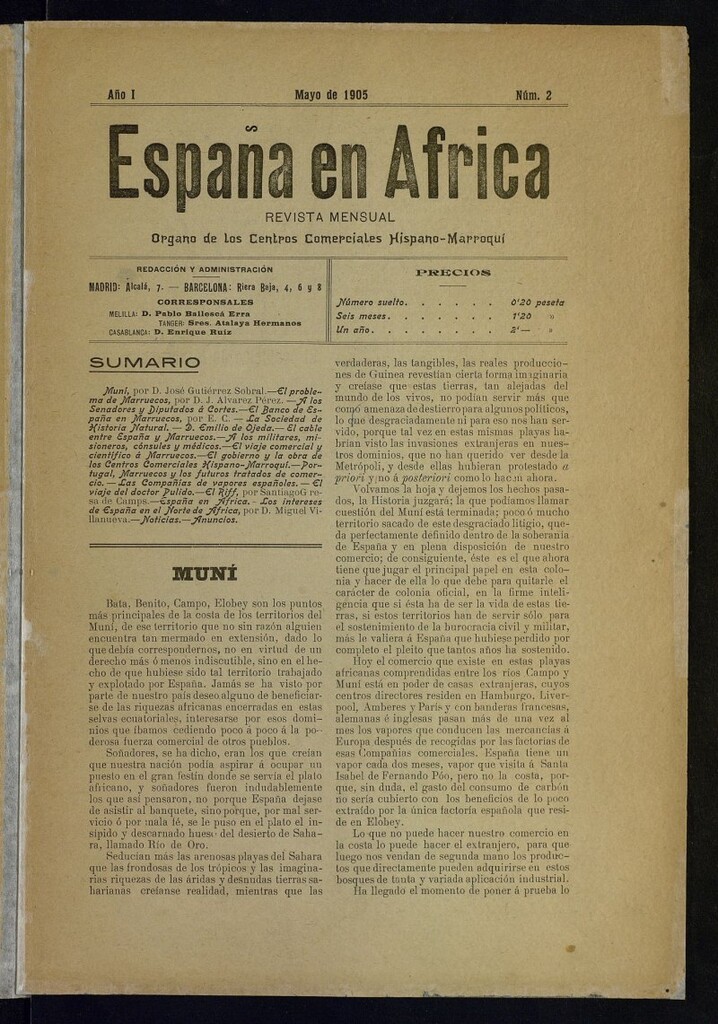 Año I
Mayo de 1905
Núm. 2
España en Africa
REVISTA MENSUAL
Organo de los Centros Comerciales Hispano-Marroquí
REDACCIÓN Y ADMINISTRACIÓN
MADRID: Alcalá, 7. — BARCELONA: Riera Baja, 4, 6 y 8
CORRESPONSALES
MELILLA: D. Pablo Ballescá Erra
TANGER: Sres. Atalaya Hermanos
CASABLANCA: D. Enrique Ruiz
PRECIOS
Número suelto. . . . . . 0'20 peseta
Seis meses. . . . . . . 1'20 »
Un año. . . . . . . . 2'— »
SUMARIO
Muni, por D. José Gutiérrez Sobral.—El proble-
ma de Marruecos, por D. J. Alvarez Pérez. —A los
Senadores y Diputados á Cortes.—El Banco de Es-
paña en Marruecos, por E. C. — La Sociedad de
Historia Natural. — D. Emilio de Ojeda.— El cable
entre España y Marruecos.—A los militares, mi-
sioneros, cónsules y médicos.—El viaje comercial y
científico á Marruecos.—El gobierno y la obra de
los Centros Comerciales Hispano-Marroquí.—Por-
tugal, Marruecos y los futuros tratados de comer-
cio. — Las Compañías de vapores españoles. — El
viaje del doctor Pulido.—El Riff, por SantiagoG resa
sa de Camps.—España en Africa.- Los intereses
de España en el Norte de Africa, por D. Miguel Vi-
llanueva.—Noticias.—Anuncios.
MUNÍ
Bata, Benito, Campo, Elobey son los puntos
más principales de la costa de los territorios del
Muni, de ese territorio que no sin razón alguien
encuentra tan mermado en extensión, dado lo
que debía correspondernos, no en virtud de un
derecho más ó menos indiscutible, sino en el he-
cho de que hubiese sido tal territorio trabajado
y explotado por España. Jamás se ha visto por
parte de nuestro país deseo alguno de beneficiar-
se de las riquezas africanas encerradas en estas
selvas ecuatoriales, interesarse por esos domi-
nios que íbamos cediendo poco á poco á la po-
derosa fuerza comercial de otros pueblos.
Soñadores, se ha dicho, eran los que creían
que nuestra nación podía aspirar á ocupar un
puesto en el gran festín donde se servía el plato
africano, y soñadores fueron indudablemente
los que así pensaron, no porque España dejase
de asistir al banquete, sino porque, por mal ser-
vicio ó por mala fé, se le puso en el plato el in-
sípido y descarnado hueso del desierto de Saha-
ra, llamado Río de Oro.
Seducían más las arenosas playas del Sahara
que las frondosas de los trópicos y las imagina-
rias riquezas de las áridas y desnudas tierras sa-
harianas creíanse realidad, mientras que las
verdaderas, las tangibles, las reales produccio-
nes de Guinea revestían cierta forma imaginaria
y creíase que estas tierras, tan alejadas del
mundo de los vivos, no podían servir más que
como amenaza de destierro para algunos políticos,
lo que desgraciadamente ni para eso nos han ser-
vido, porque tal vez en estas mismas playas ha-
brían visto las invasiones extranjeras en nues-
tros dominios, que no han querido ver desde la
Metrópoli, y desde ellas hubieran protestado a
priori y no á posteriori como lo hacen ahora.
Volvamos la hoja y dejemos los hechos pasa-
dos, la Historia juzgará; la que podíamos llamar
cuestión del Muni está terminada; poco ó mucho
territorio sacado de este desgraciado litigio, que-
da perfectamente definido dentro de la soberanía
de España y en plena disposición de nuestro
comercio; de consiguiente, éste es el que ahora
tiene que jugar el principal papel en esta colo-
nia y hacer de ella lo que debe para quitarle el
carácter de colonia oficial, en la firme inteli-
gencia que si ésta ha de ser la vida de estas tie-
rras, si estos territorios han de servir sólo para
el sostenimiento de la burocracia civil y militar,
más le valiera á España que hubiese perdido por
completo el pleito que tantos años ha sostenido.
Hoy el comercio que existe en estas playas
africanas comprendidas entre los ríos Campo y
Muni está en poder de casas extranjeras, cuyos
centros directores residen en Hamburgo, Liver-
pool, Amberes y París y con banderas francesas,
alemanas é inglesas pasan más de una vez al
mes los vapores que conducen las mercancías á
Europa después de recogidas por las factorías de
esas Compañías comerciales. España tiene un
vapor cada dos meses, vapor que visita á Santa
Isabel de Fernando Póo, pero no la costa, por-
que, sin duda, el gasto del consumo de carbón
no sería cubierto con los beneficios de lo poco
extraído por la única factoría española que resi-
de en Elobey.
Lo que no puede hacer nuestro comercio en
la costa lo puede hacer el extranjero, para que
luego nos vendan de segunda mano los produc-
tos que directamente pueden adquirirse en estos
bosques de tanta y variada aplicación industrial.
Ha llegado el momento de poner á prueba lo